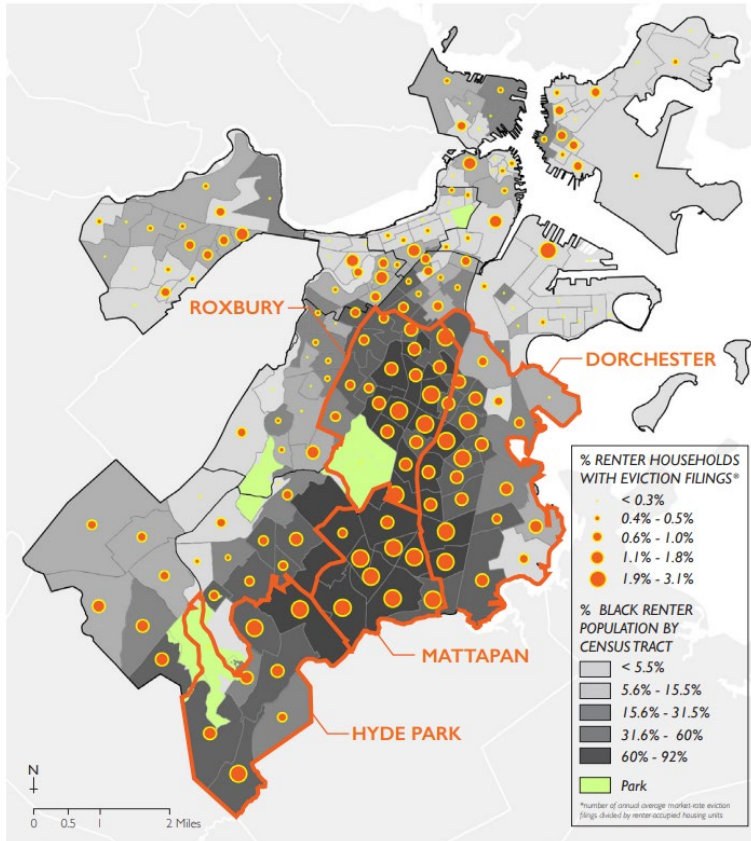 ROXBURY
DORCHESTER
MATTAPAN
HYDE PARK
% RENTER HOUSEHOLDS
WITH EVICTION FILINGS*
< 0.3%
0.4% - 0.5%
0.6% - 1.0%
1.1% - 1.8%
1.9% - 3.1%
% BLACK RENTER
POPULATION BY
CENSUS TRACT
< 5.5%
5.6% - 15.5%
15.6% - 31.5%
31.6% - 60%
60% - 92%
Park
*number of annual average market-rate eviction
filings divided by renter-occupied housing units
N
0 0.5 1 2 Miles